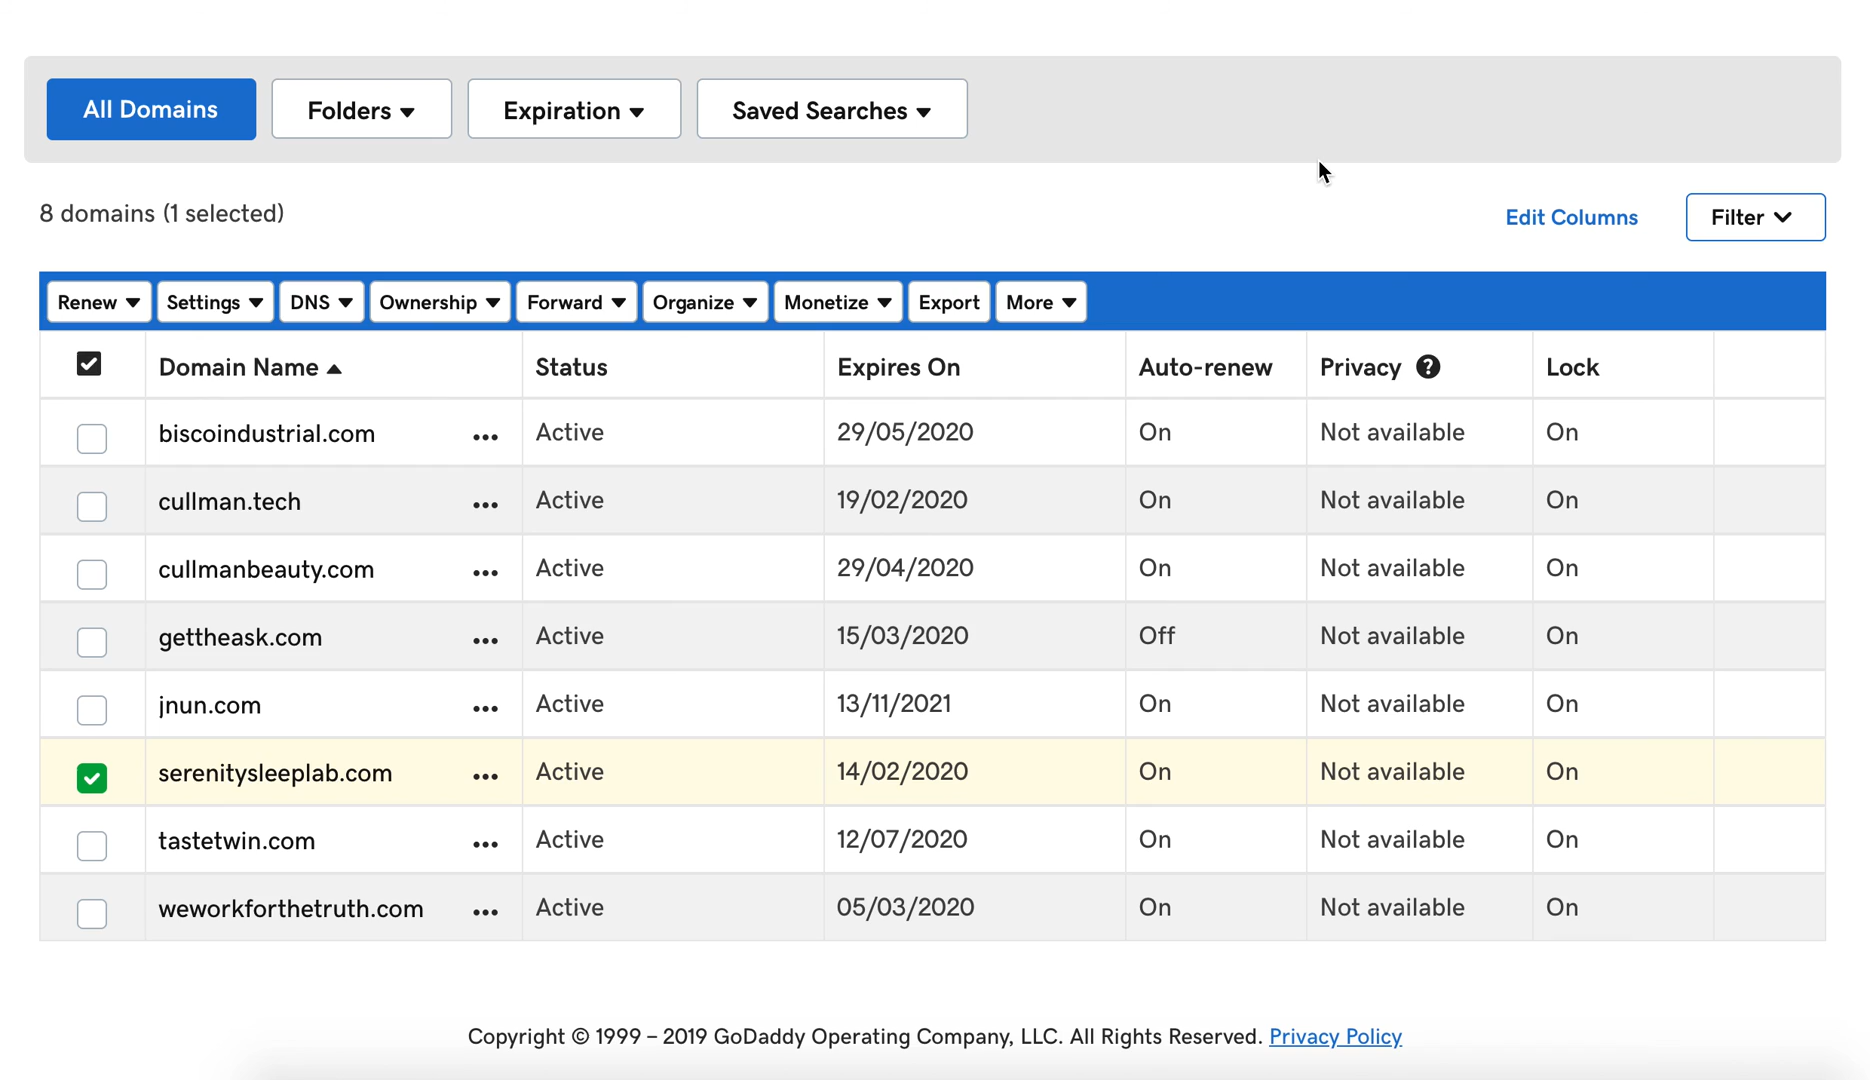 All Domains Folders Expiration Saved Searches
8 domains (1 selected) Edit Columns Filter
Renew Settings DNS Ownership Forward Organize Monetize Export More
Domain Name Status Expires On Auto-renew Privacy ? Lock
biscoindustrial.com ... Active 29/05/2020 On Not available On
cullman.tech ... Active 19/02/2020 On Not available On
cullmanbeauty.com ... Active 29/04/2020 On Not available On
gettheask.com ... Active 15/03/2020 Off Not available On
jnun.com ... Active 13/11/2021 On Not available On
serenitysleeplab.com ... Active 14/02/2020 On Not available On
tastetwin.com ... Active 12/07/2020 On Not available On
weworkforthetruth.com ... Active 05/03/2020 On Not available On
Copyright © 1999 – 2019 GoDaddy Operating Company, LLC. All Rights Reserved. Privacy Policy